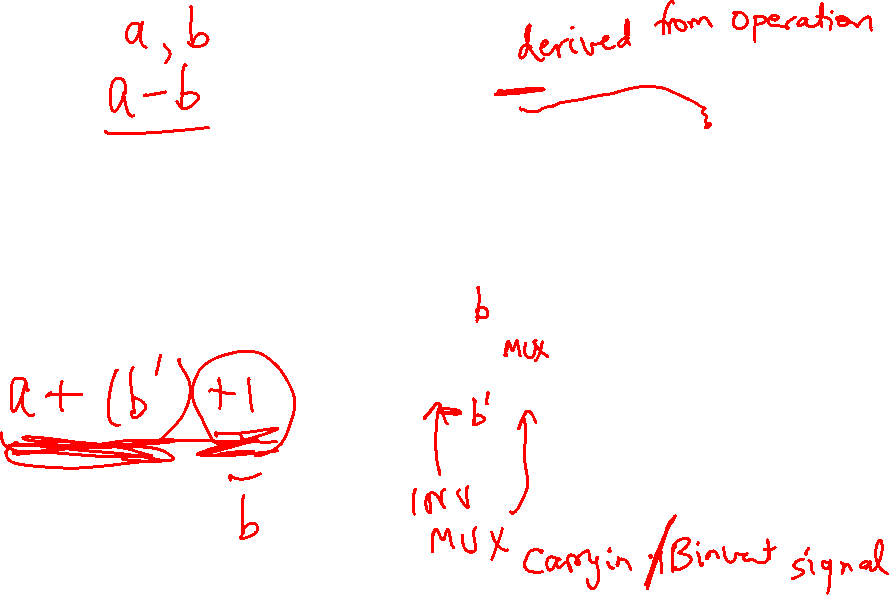 a, b
a - b
derived from operation
b
MUX
a + (b') + 1
b'
b
INV
MUX
Carryin / Binvert signal